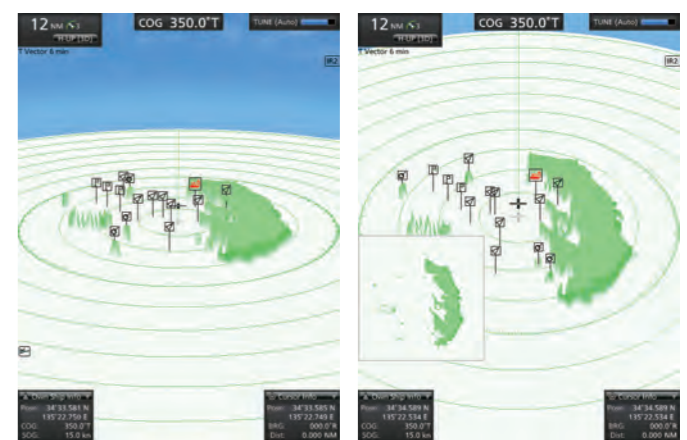 12 NM 3
H-UP [3D]
COG 350.0°T
TUNE (Auto)
T Vector 6 min
IR2
Own Ship Info
Posn: 34°33.581 N
135°22.750 E
COG: 350.0°T
SOG: 15.0 kn
Cursor Info
Posn: 34°33.585 N
135°22.749 E
BRG: 000.0°R
Dist: 0.000 NM
12 NM 3
H-UP [3D]
COG 350.0°T
TUNE (Auto)
T Vector 6 min
IR2
Own Ship Info
Posn: 34°34.589 N
135°22.534 E
COG: 350.0°T
SOG: 15.0 kn
Cursor Info
Posn: 34°34.589 N
135°22.534 E
BRG: 000.0°R
Dist: 0.000 NM